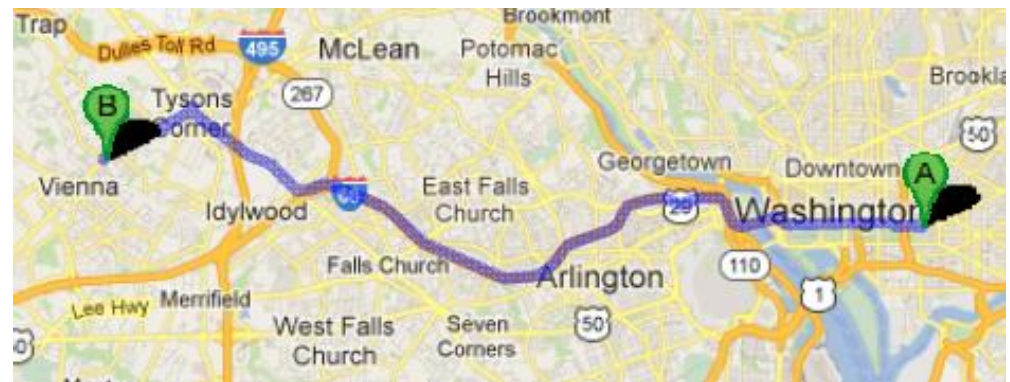 Brookmont
Trap
Dulles Toll Rd
495
McLean
Potomac
Hills
267
Brookla
B
Tysons
Corner
50
Georgetown
Downtown
A
Vienna
East Falls
Church
29
Washington
Idylwood
Falls Church
Arlington
110
Lee Hwy
Merrifield
1
West Falls
Church
Seven
Corners
50